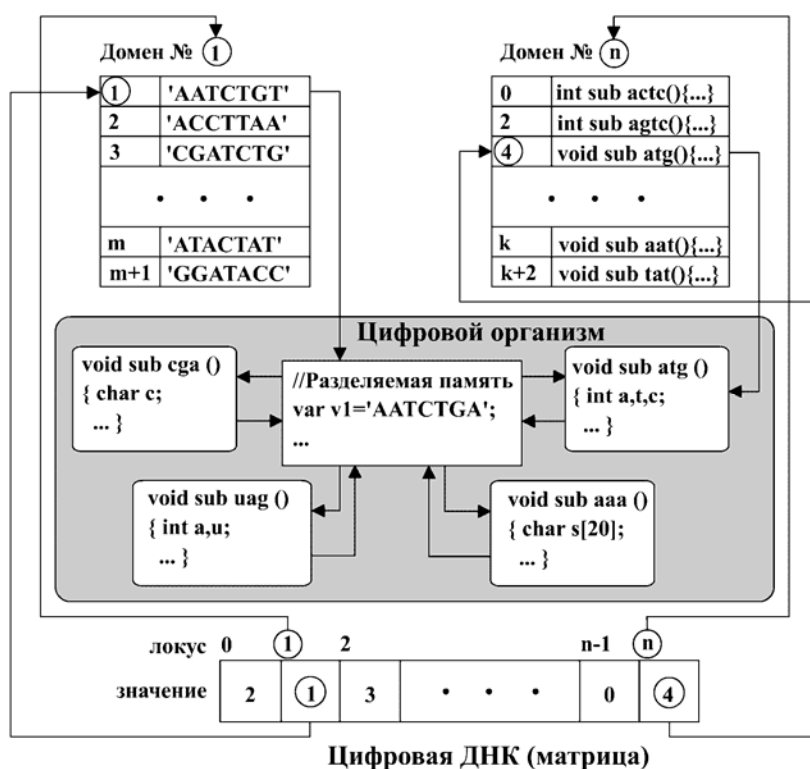 Домен № 1
1 'AATCTGT'
2 'ACCTTAA'
3 'CGATCTG'
. . .
m 'ATACTAT'
m+1 'GGATACC'
Домен № n
0 int sub actc(){...}
2 int sub agtc(){...}
4 void sub atg(){...}
. . .
k void sub aat(){...}
k+2 void sub tat(){...}
Цифровой организм
void sub cga ()
{ char c;
... }
//Разделяемая память
var v1='AATCTGA';
...
void sub atg ()
{ int a,t,c;
... }
void sub uag ()
{ int a,u;
... }
void sub aaa ()
{ char s[20];
... }
локус 0 1 2 n-1 n
значение 2 1 3 . . . 0 4
Цифровая ДНК (матрица)